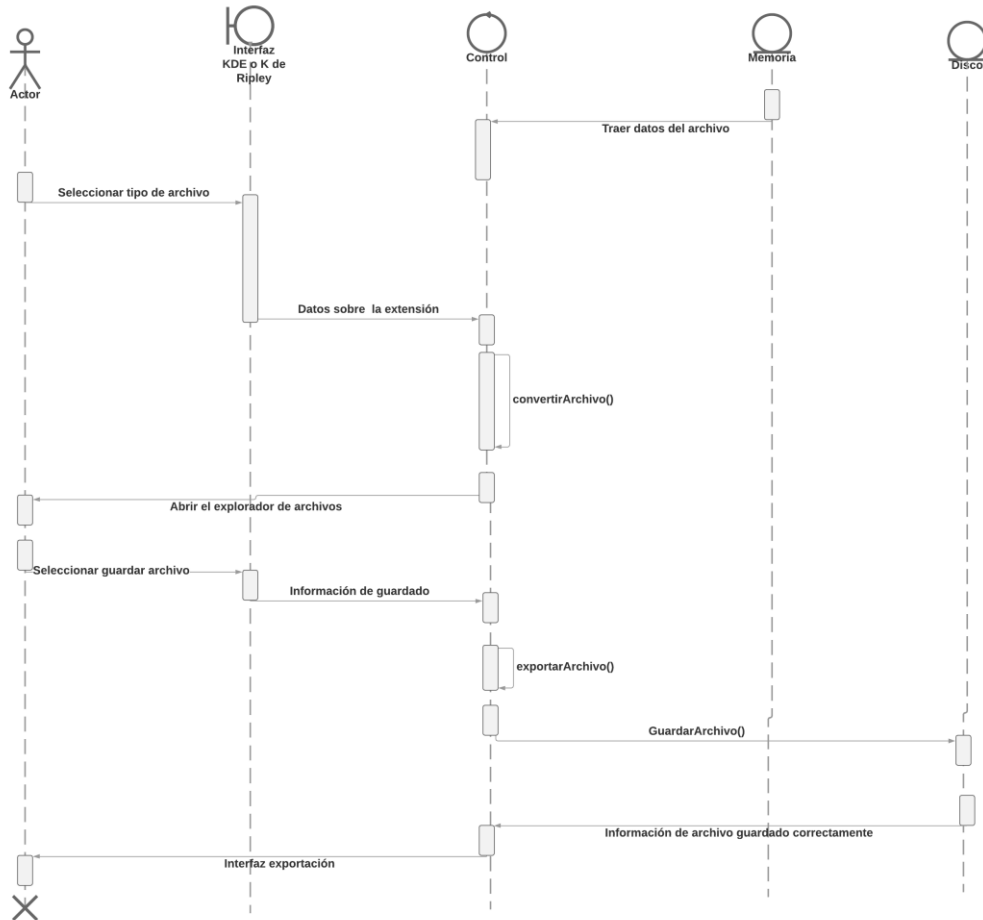 Interfaz
KDE o K de
Ripley
Control
Memoria
Disco
Actor
Traer datos del archivo
Seleccionar tipo de archivo
Datos sobre la extensión
convertirArchivo()
Abrir el explorador de archivos
Seleccionar guardar archivo
Información de guardado
exportarArchivo()
GuardarArchivo()
Información de archivo guardado correctamente
Interfaz exportación